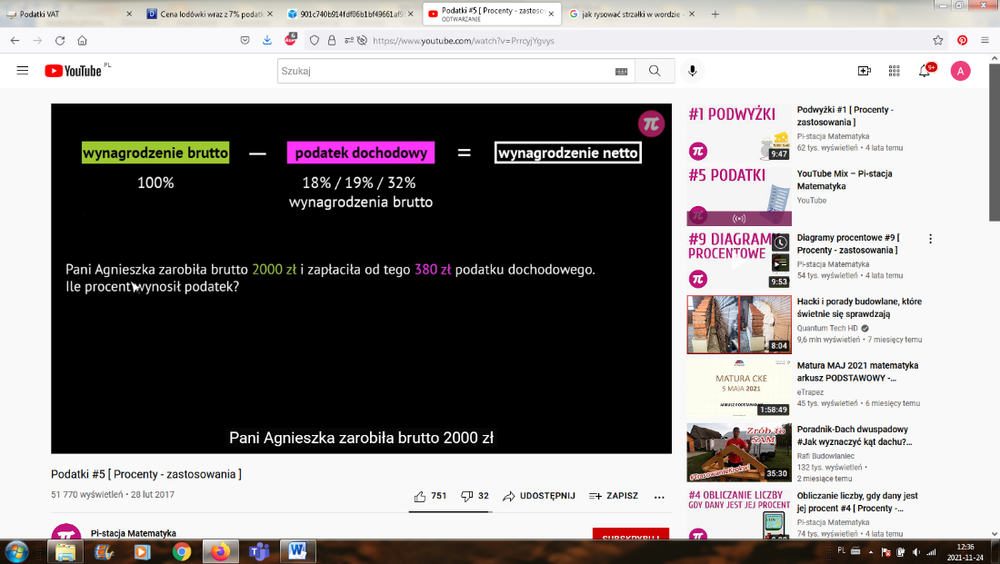 Podatki VAT
Cena lodówki wraz z 7% podatk
901c740b914fdf06b1bf49661af9
Podatki #5 [ Procenty - zastosow
ODTWARZANIE
jak rysować strzałki w wordzie -
6
https://www.youtube.com/watch?v=PrrcyjYgvys
YouTube PL
Szukaj
9+
A
π
wynagrodzenie brutto — podatek dochodowy = wynagrodzenie netto
100% 18% / 19% / 32%
wynagrodzenia brutto
Pani Agnieszka zarobiła brutto 2000 zł i zapłaciła od tego 380 zł podatku dochodowego.
Ile procent wynosił podatek?
Pani Agnieszka zarobiła brutto 2000 zł
Podatki #5 [ Procenty - zastosowania ]
51 770 wyświetleń • 28 lut 2017
751 32 UDOSTĘPNIJ ZAPISZ ...
Pi-stacja Matematyka
SUBSKRYBUJ
#1 PODWYŻKI
9:47
Podwyżki #1 [ Procenty -
zastosowania ]
Pi-stacja Matematyka
62 tys. wyświetleń • 4 lata temu
#5 PODATKI
YouTube Mix – Pi-stacja
Matematyka
YouTube
#9 DIAGRAMY
PROCENTOWE
9:53
Diagramy procentowe #9 [
Procenty - zastosowania ]
Pi-stacja Matematyka
54 tys. wyświetleń • 4 lata temu
8:04
Hacki i porady budowlane, które
świetnie się sprawdzają
Quantum Tech HD
9,6 mln wyświetleń • 7 miesięcy temu
MATURA CKE
5 MAJA 2021
ARKUSZ PODSTAWOWY
1:58:49
Matura MAJ 2021 matematyka
arkusz PODSTAWOWY -...
eTrapez
45 tys. wyświetleń • 6 miesięcy temu
Zrób to
SAM
35:30
Poradnik-Dach dwuspadowy
#Jak wyznaczyć kąt dachu?...
Rafi Budowlaniec
132 tys. wyświetleń •
2 miesiące temu
#4 OBLICZANIE LICZBY
GDY DANY JEST JEJ PROCENT
Obliczanie liczby, gdy dany jest
jej procent #4 [ Procenty -...
Pi-stacja Matematyka
74 tys. wyświetleń • 4 lata temu
PL
12:36
2021-11-24